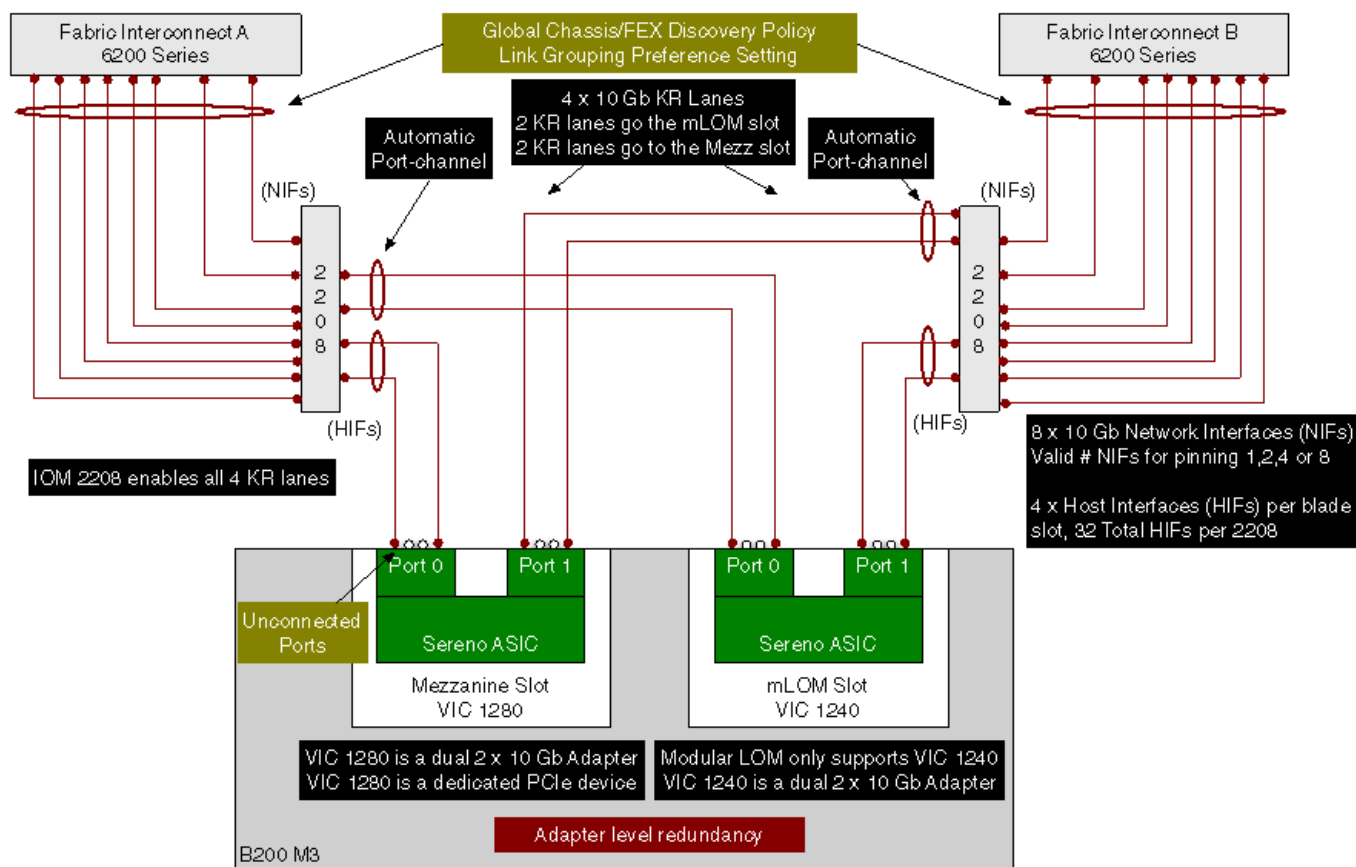 Fabric Interconnect A
6200 Series
Global Chassis/FEX Discovery Policy
Link Grouping Preference Setting
Fabric Interconnect B
6200 Series
4 x 10 Gb KR Lanes
2 KR lanes go the mLOM slot
2 KR lanes go to the Mezz slot
Automatic
Port-channel
Automatic
Port-channel
(NIFs)
(NIFs)
2
2
0
8
2
2
0
8
(HIFs)
(HIFs)
IOM 2208 enables all 4 KR lanes
8 x 10 Gb Network Interfaces (NIFs)
Valid # NIFs for pinning 1,2,4 or 8
4 x Host Interfaces (HIFs) per blade
slot, 32 Total HIFs per 2208
Port 0
Port 1
Port 0
Port 1
Unconnected
Ports
Sereno ASIC
Sereno ASIC
Mezzanine Slot
VIC 1280
mLOM Slot
VIC 1240
VIC 1280 is a dual 2 x 10 Gb Adapter
VIC 1280 is a dedicated PCIe device
Modular LOM only supports VIC 1240
VIC 1240 is a dual 2 x 10 Gb Adapter
Adapter level redundancy
B200 M3